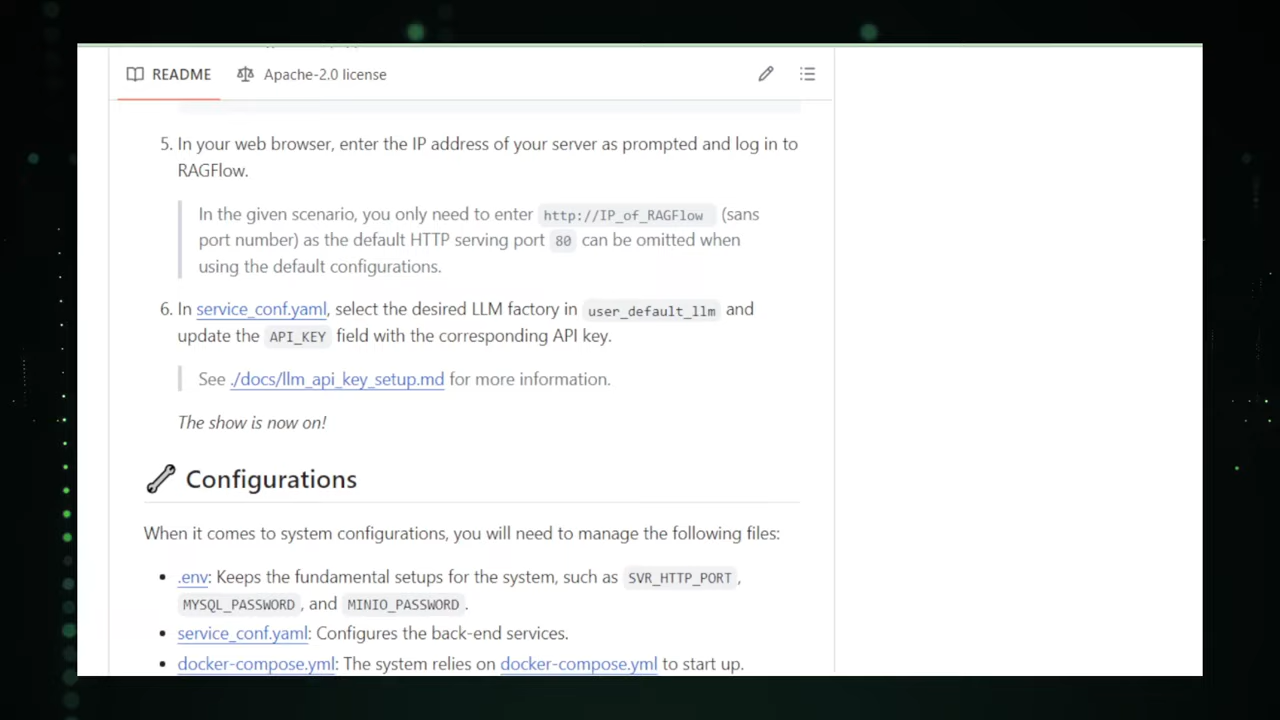 README
Apache-2.0 license
5. In your web browser, enter the IP address of your server as prompted and log in to
RAGFlow.
In the given scenario, you only need to enter http://IP_of_RAGFlow (sans
port number) as the default HTTP serving port 80 can be omitted when
using the default configurations.
6. In service_conf.yaml, select the desired LLM factory in user_default_llm and
update the API_KEY field with the corresponding API key.
See ./docs/llm_api_key_setup.md for more information.
The show is now on!
Configurations
When it comes to system configurations, you will need to manage the following files:
• .env: Keeps the fundamental setups for the system, such as SVR_HTTP_PORT,
MYSQL_PASSWORD, and MINIO_PASSWORD.
• service_conf.yaml: Configures the back-end services.
• docker-compose.yml: The system relies on docker-compose.yml to start up.